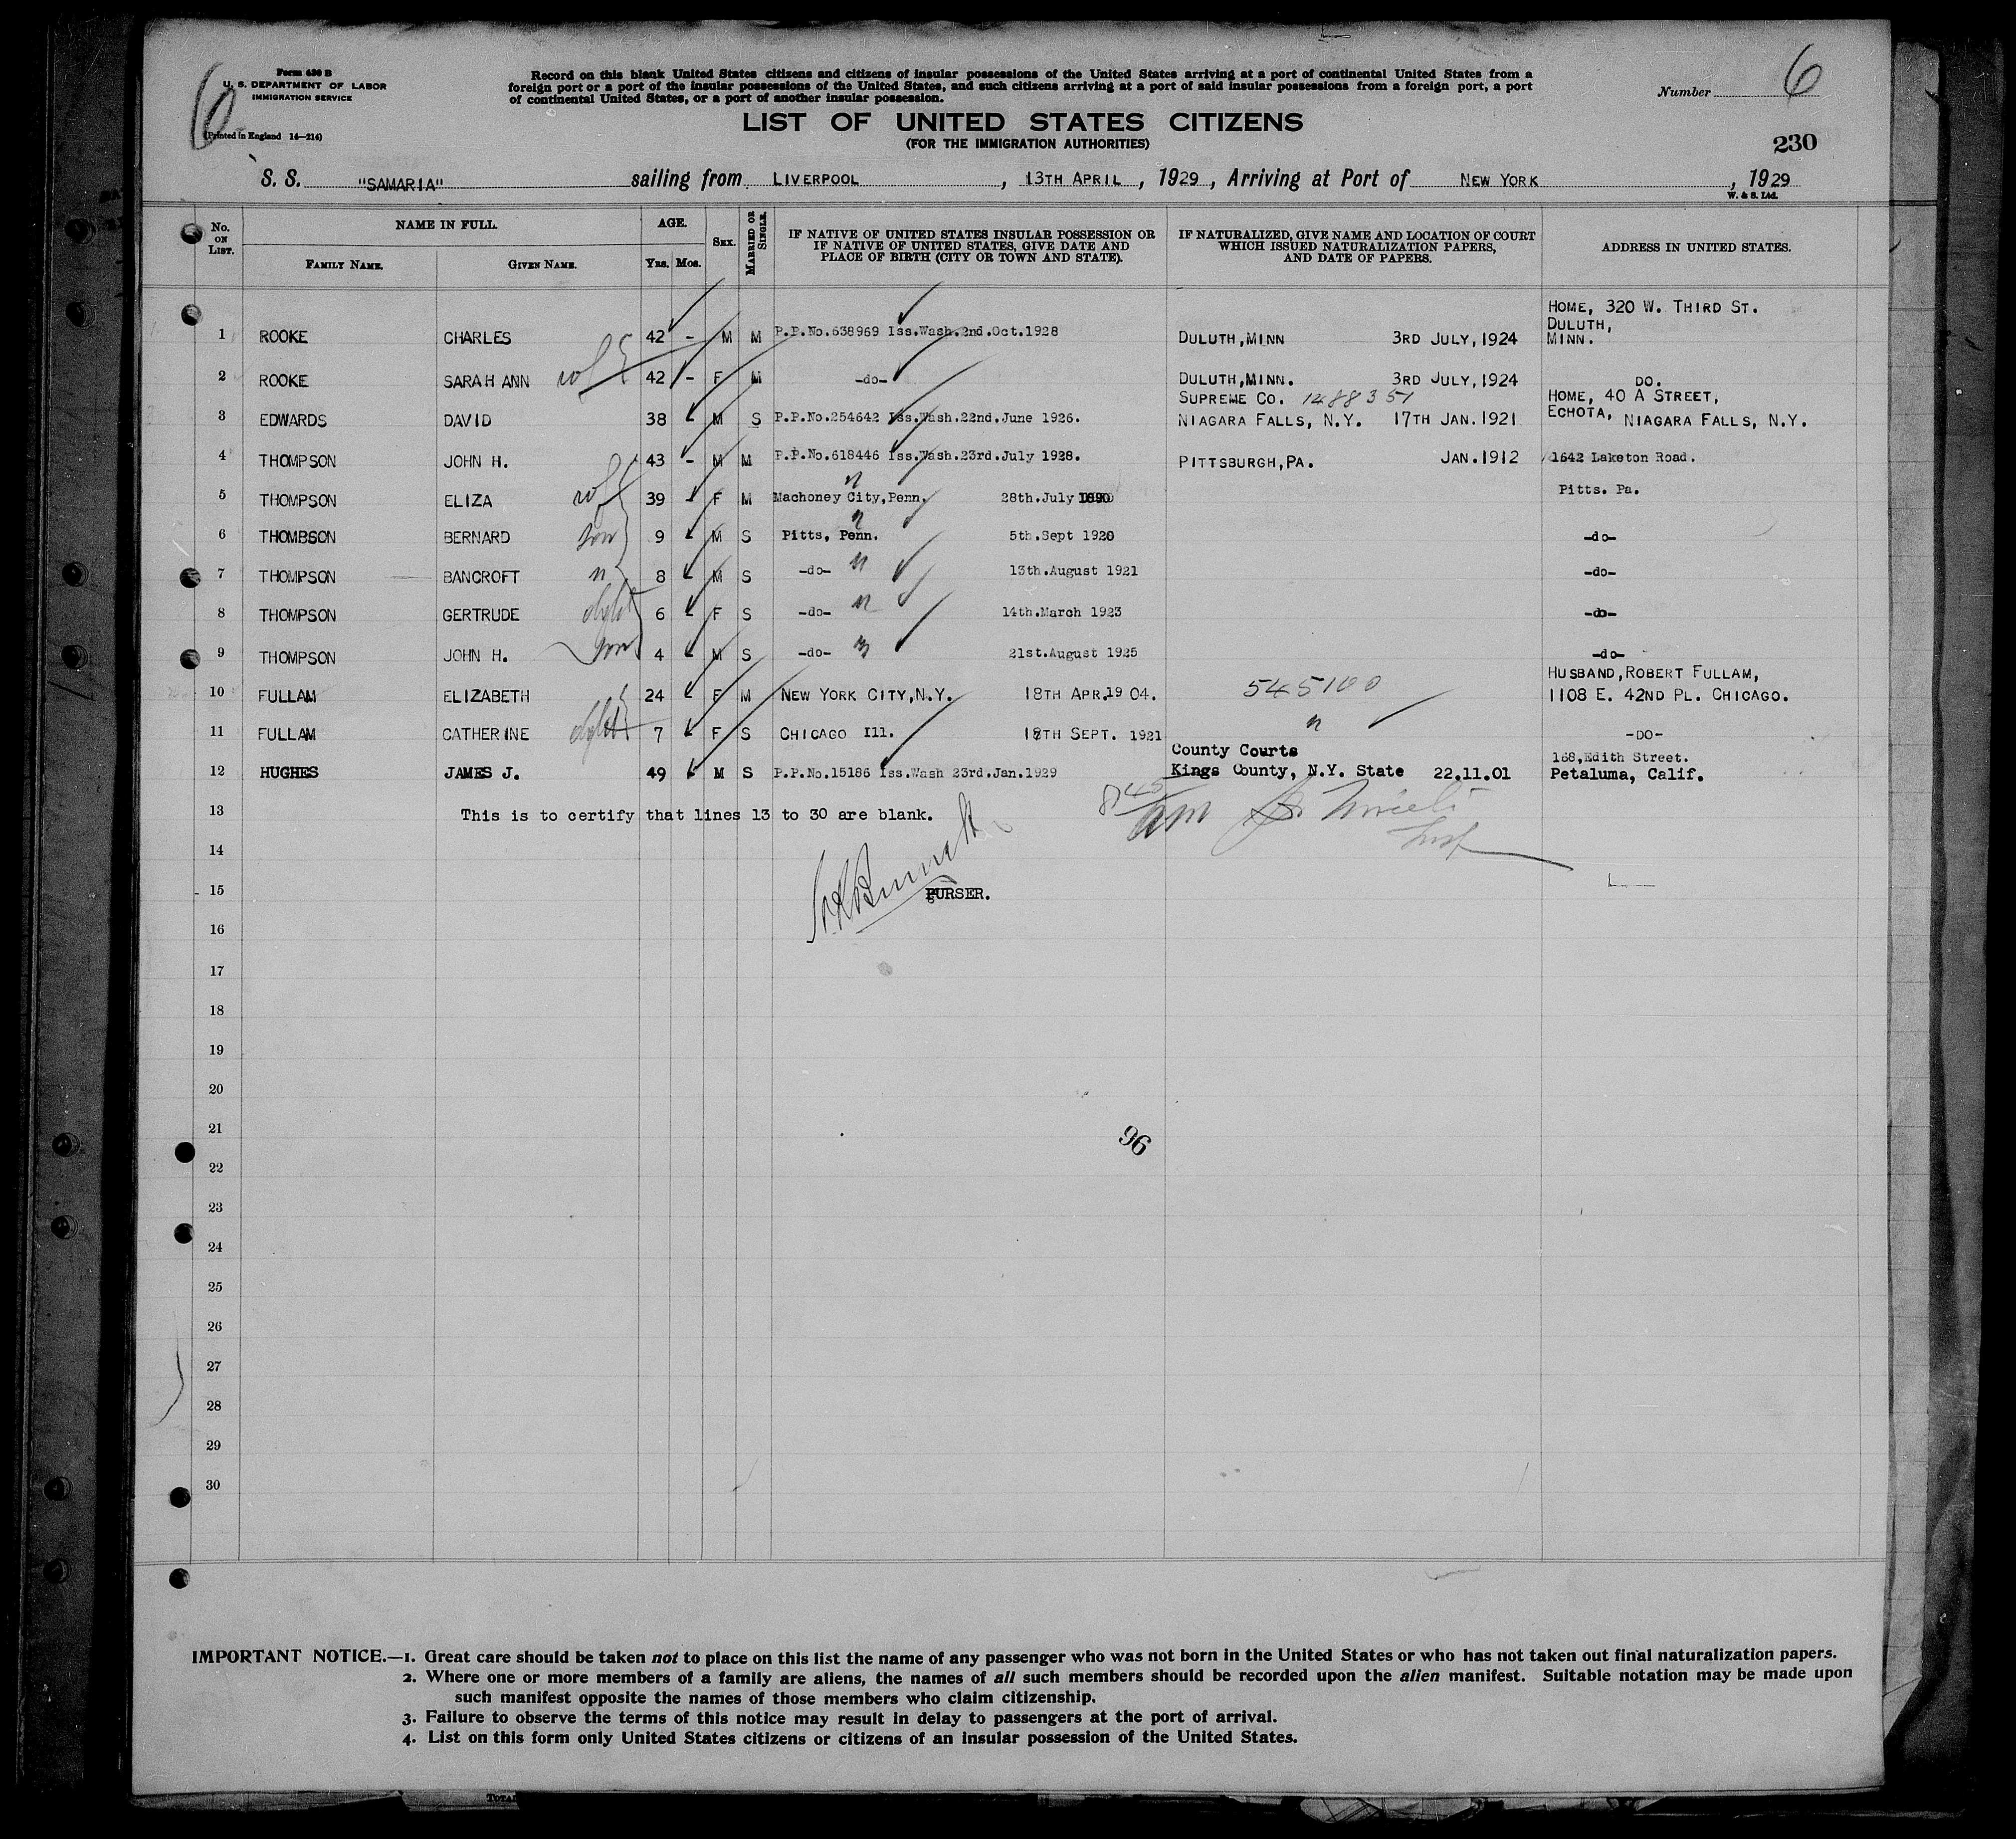 Form 630 B
U. S. DEPARTMENT OF LABOR
IMMIGRATION SERVICE
(Printed in England 14—214)
Record on this blank United States citizens and citizens of insular possessions of the United States arriving at a port of continental United States from a
foreign port or a port of the insular possessions of the United States, and such citizens arriving at a port of said insular possessions from a foreign port, a port
of continental United States, or a port of another insular possession.
Number 6
6
LIST OF UNITED STATES CITIZENS
(FOR THE IMMIGRATION AUTHORITIES)
230
S. S. "SAMARIA" sailing from LIVERPOOL, 13TH APRIL, 1929, Arriving at Port of NEW YORK, 1929
W. & S. Ltd.
No. ON LIST. NAME IN FULL. FAMILY NAME. GIVEN NAME. AGE. Yrs. Mos. SEX. MARRIED OR SINGLE. IF NATIVE OF UNITED STATES INSULAR POSSESSION OR IF NATIVE OF UNITED STATES, GIVE DATE AND PLACE OF BIRTH (CITY OR TOWN AND STATE). IF NATURALIZED, GIVE NAME AND LOCATION OF COURT WHICH ISSUED NATURALIZATION PAPERS, AND DATE OF PAPERS. ADDRESS IN UNITED STATES.
1 ROOKE CHARLES 42 - M M P.P.No.638969 Iss.Wash.2nd.Oct.1928 DULUTH,MINN 3RD JULY,1924 HOME, 320 W. THIRD ST. DULUTH, MINN.
2 ROOKE SARAH ANN wf 42 - F M -do- DULUTH,MINN. 3RD JULY,1924 DO.
3 EDWARDS DAVID 38 - M S P.P.No.254642 Iss.Wash.22nd.June 1926. SUPREME CO. 1488351 NIAGARA FALLS, N.Y. 17TH JAN.1921 HOME, 40 A STREET, ECHOTA, NIAGARA FALLS, N.Y.
4 THOMPSON JOHN H. 43 - M M P.P.No.618446 Iss.Wash.23rd.July 1928. PITTSBURGH,PA. JAN.1912 1642 Laketon Road.
5 THOMPSON ELIZA wf 39 - F M Machoney City,Penn. 28th.July 1890 Pitts. Pa.
6 THOMPSON BERNARD son 9 - M S Pitts, Penn. 5th.Sept 1920 -do-
7 THOMPSON BANCROFT n 8 - M S -do- n 13th.August 1921 -do-
8 THOMPSON GERTRUDE dght 6 - F S -do- n 14th.March 1923 -do-
9 THOMPSON JOHN H. son 4 - M S -do- n 21st.August 1925 -do-
10 FULLAM ELIZABETH 24 - F M NEW YORK CITY,N.Y. 18TH APR.1904. 545100 HUSBAND,ROBERT FULLAM, 1108 E. 42ND PL. CHICAGO.
11 FULLAM CATHERINE dght 7 - F S CHICAGO Ill. 18TH SEPT. 1921 n -DO-
12 HUGHES JAMES J. 49 - M S P.P.No.15186 Iss.Wash 23rd.Jan.1929 County Courts Kings County, N.Y. State 22.11.01 168,Edith Street. Petaluma, Calif.
13 This is to certify that lines 13 to 30 are blank.
14
15 PURSER.
16
17
18
19
20
21
96
22
23
24
25
26
27
28
29
30
IMPORTANT NOTICE.—1. Great care should be taken not to place on this list the name of any passenger who was not born in the United States or who has not taken out final naturalization papers.
2. Where one or more members of a family are aliens, the names of all such members should be recorded upon the alien manifest. Suitable notation may be made upon
such manifest opposite the names of those members who claim citizenship.
3. Failure to observe the terms of this notice may result in delay to passengers at the port of arrival.
4. List on this form only United States citizens or citizens of an insular possession of the United States.